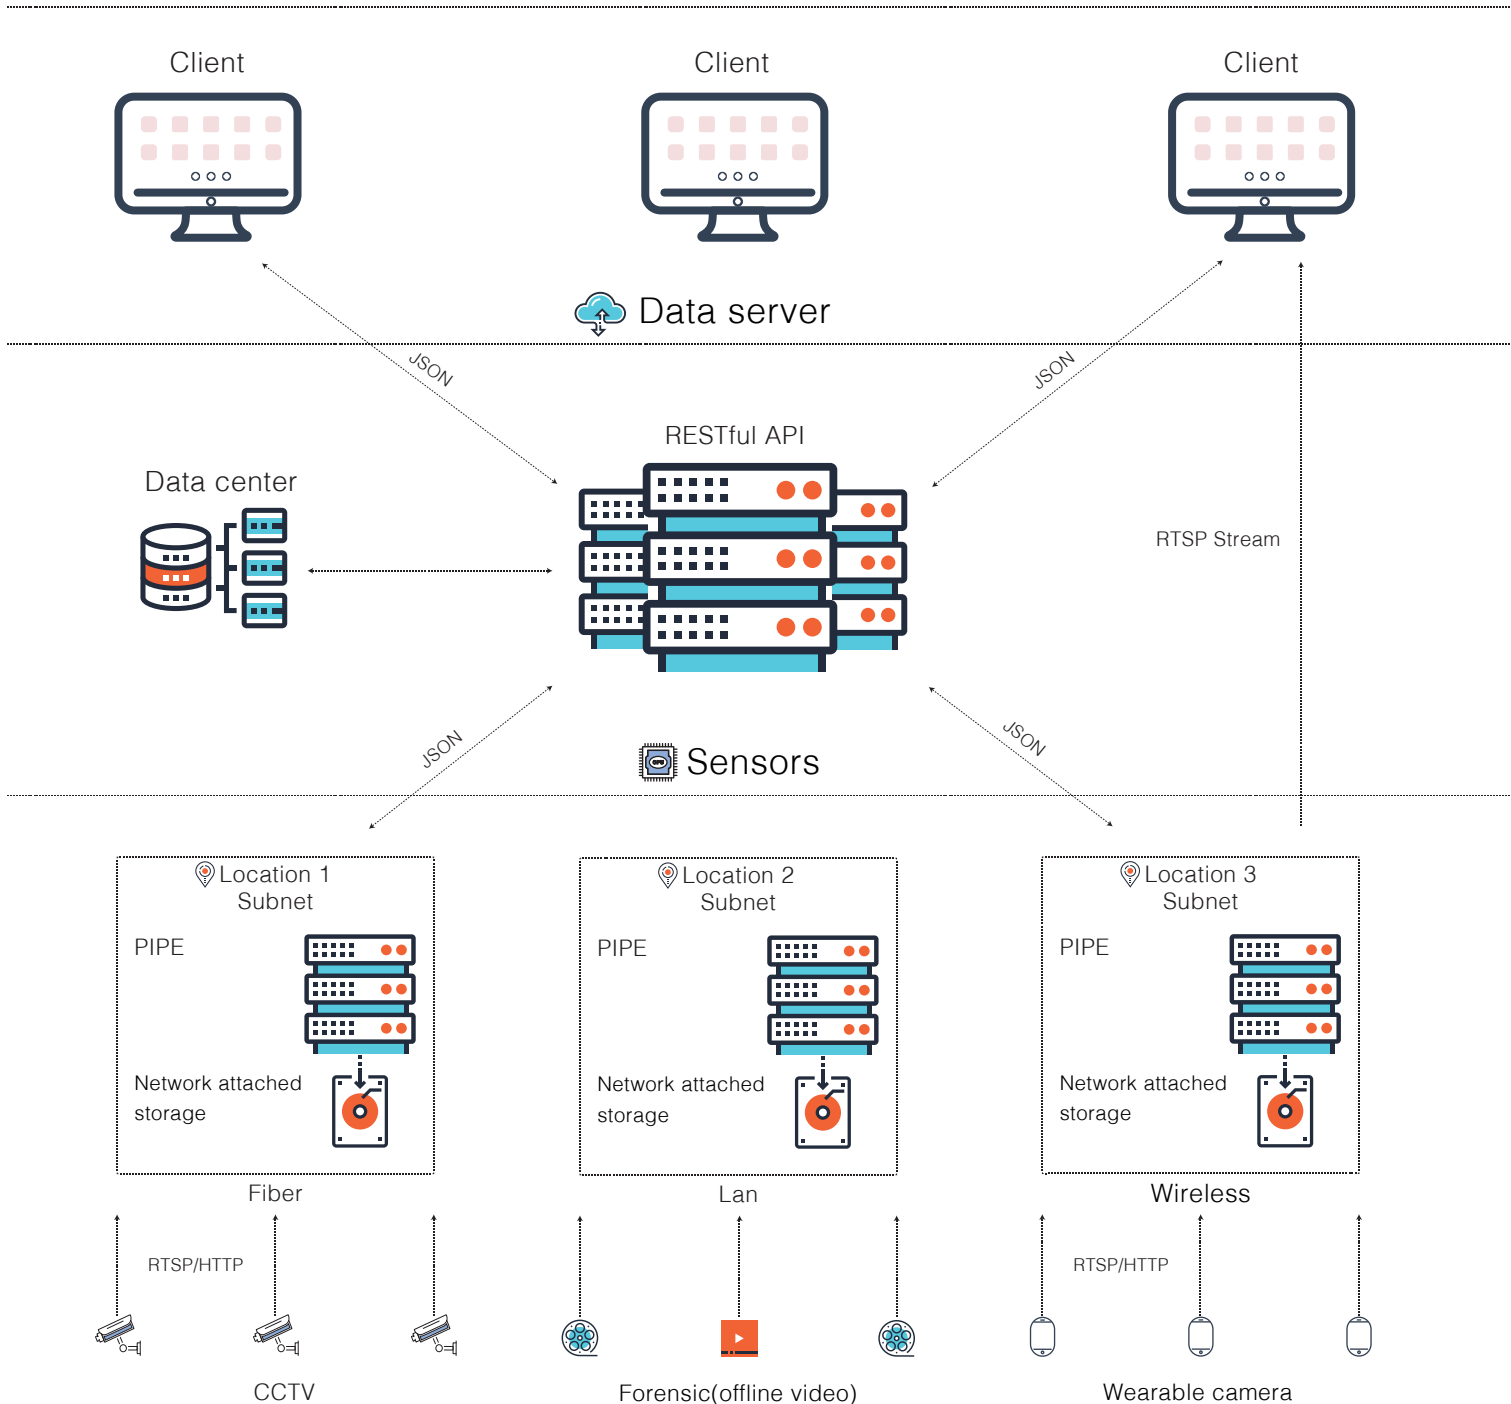 Client
Client
Client
Data server
JSON
JSON
RESTful API
Data center
RTSP Stream
JSON
JSON
Sensors
Location 1
Subnet
PIPE
Network attached
storage
Location 2
Subnet
PIPE
Network attached
storage
Location 3
Subnet
PIPE
Network attached
storage
Fiber
Lan
Wireless
RTSP/HTTP
RTSP/HTTP
CCTV
Forensic(offline video)
Wearable camera